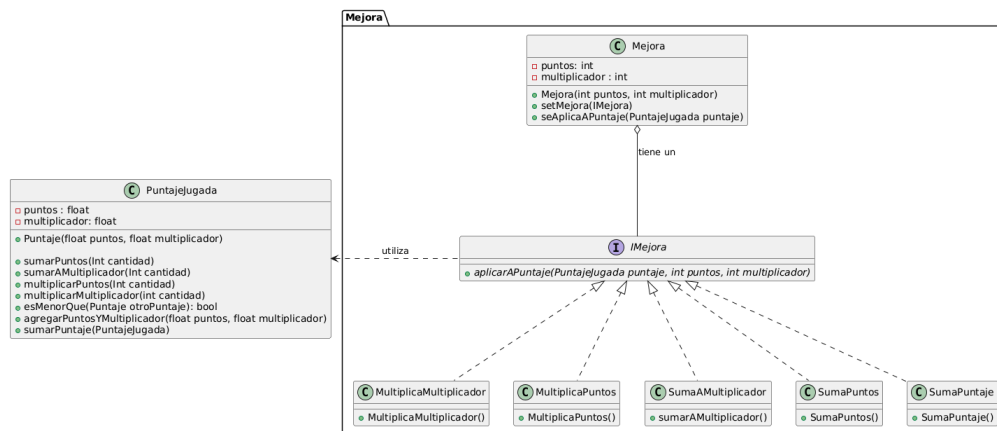 Mejora
C Mejora
puntos: int
multiplicador : int
Mejora(int puntos, int multiplicador)
setMejora(IMejora)
seAplicaAPuntaje(PuntajeJugada puntaje)
tiene un
C PuntajeJugada
puntos : float
multiplicador: float
Puntaje(float puntos, float multiplicador)
sumarPuntos(Int cantidad)
sumarAMultiplicador(Int cantidad)
multiplicarPuntos(Int cantidad)
multiplicarMultiplicador(int cantidad)
esMenorQue(Puntaje otroPuntaje): bool
agregarPuntosYMultiplicador(float puntos, float multiplicador)
sumarPuntaje(PuntajeJugada)
utiliza
I IMejora
aplicarAPuntaje(PuntajeJugada puntaje, int puntos, int multiplicador)
C MultiplicaMultiplicador
MultiplicaMultiplicador()
C MultiplicaPuntos
MultiplicaPuntos()
C SumaAMultiplicador
sumarAMultiplicador()
C SumaPuntos
SumaPuntos()
C SumaPuntaje
SumaPuntaje()